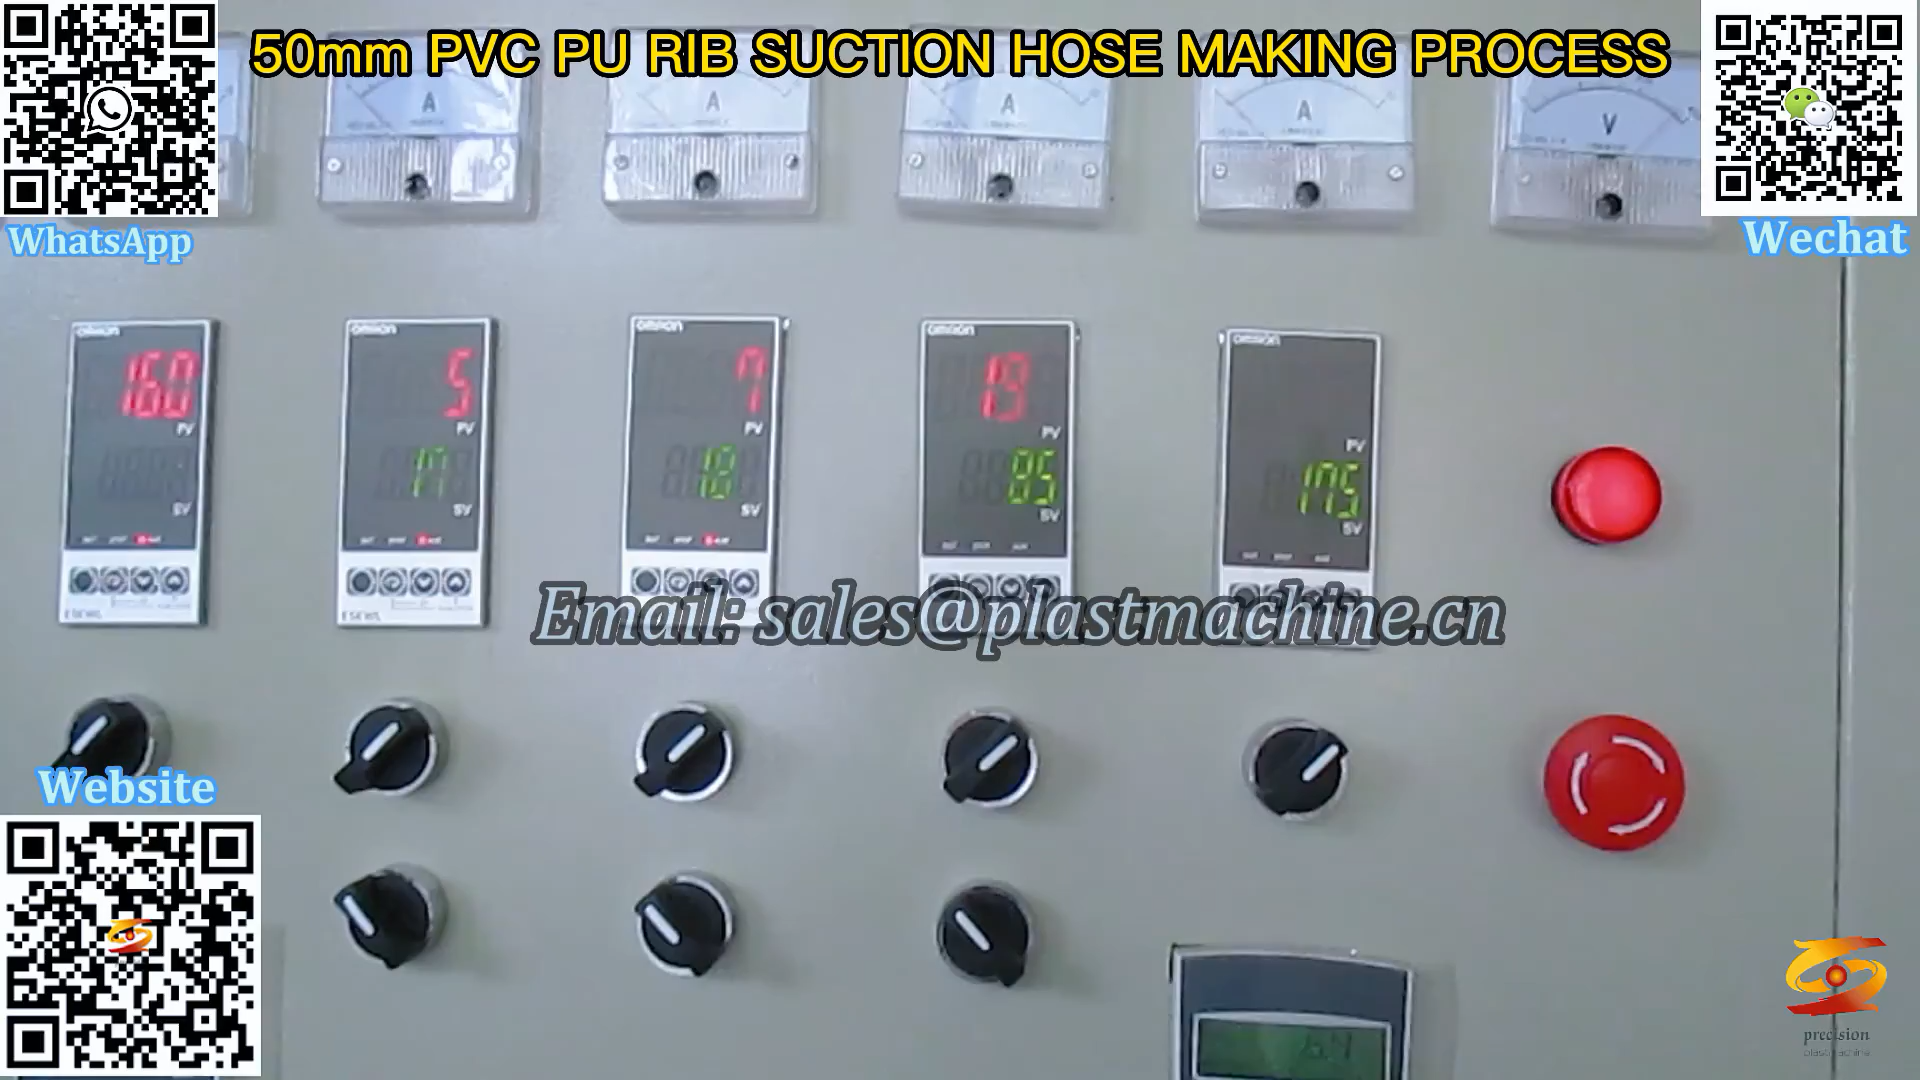 50mm PVC PU RIB SUCTION HOSE MAKING PROCESS
A
A
A
A
V
WhatsApp
Wechat
OMRON
OMRON
OMRON
OMRON
OMRON
160
5
7
PV
PV
PV
PV
PV
85
175
SV
SV
SV
SV
SV
Email: sales@plastmachine.cn
Website
precision
plastmachine